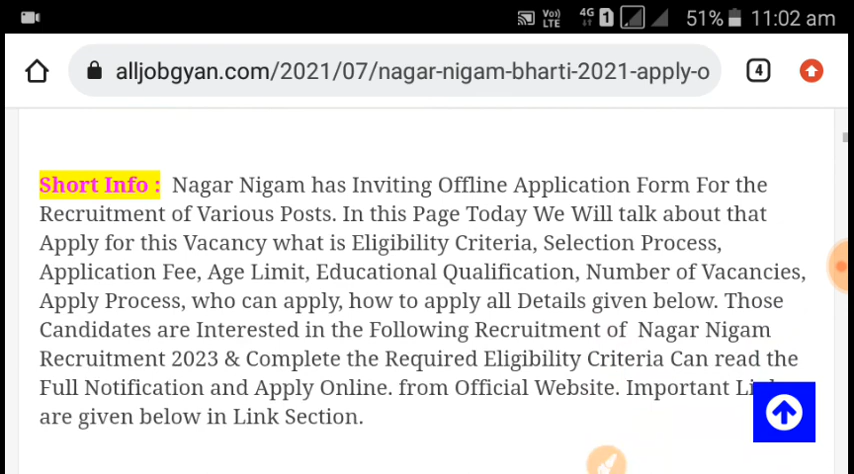 Vo) 4G 1 51% 11:02 am
LTE
alljobgyan.com/2021/07/nagar-nigam-bharti-2021-apply-o 4
Short Info : Nagar Nigam has Inviting Offline Application Form For the
Recruitment of Various Posts. In this Page Today We Will talk about that
Apply for this Vacancy what is Eligibility Criteria, Selection Process,
Application Fee, Age Limit, Educational Qualification, Number of Vacancies,
Apply Process, who can apply, how to apply all Details given below. Those
Candidates are Interested in the Following Recruitment of Nagar Nigam
Recruitment 2023 & Complete the Required Eligibility Criteria Can read the
Full Notification and Apply Online. from Official Website. Important
are given below in Link Section.